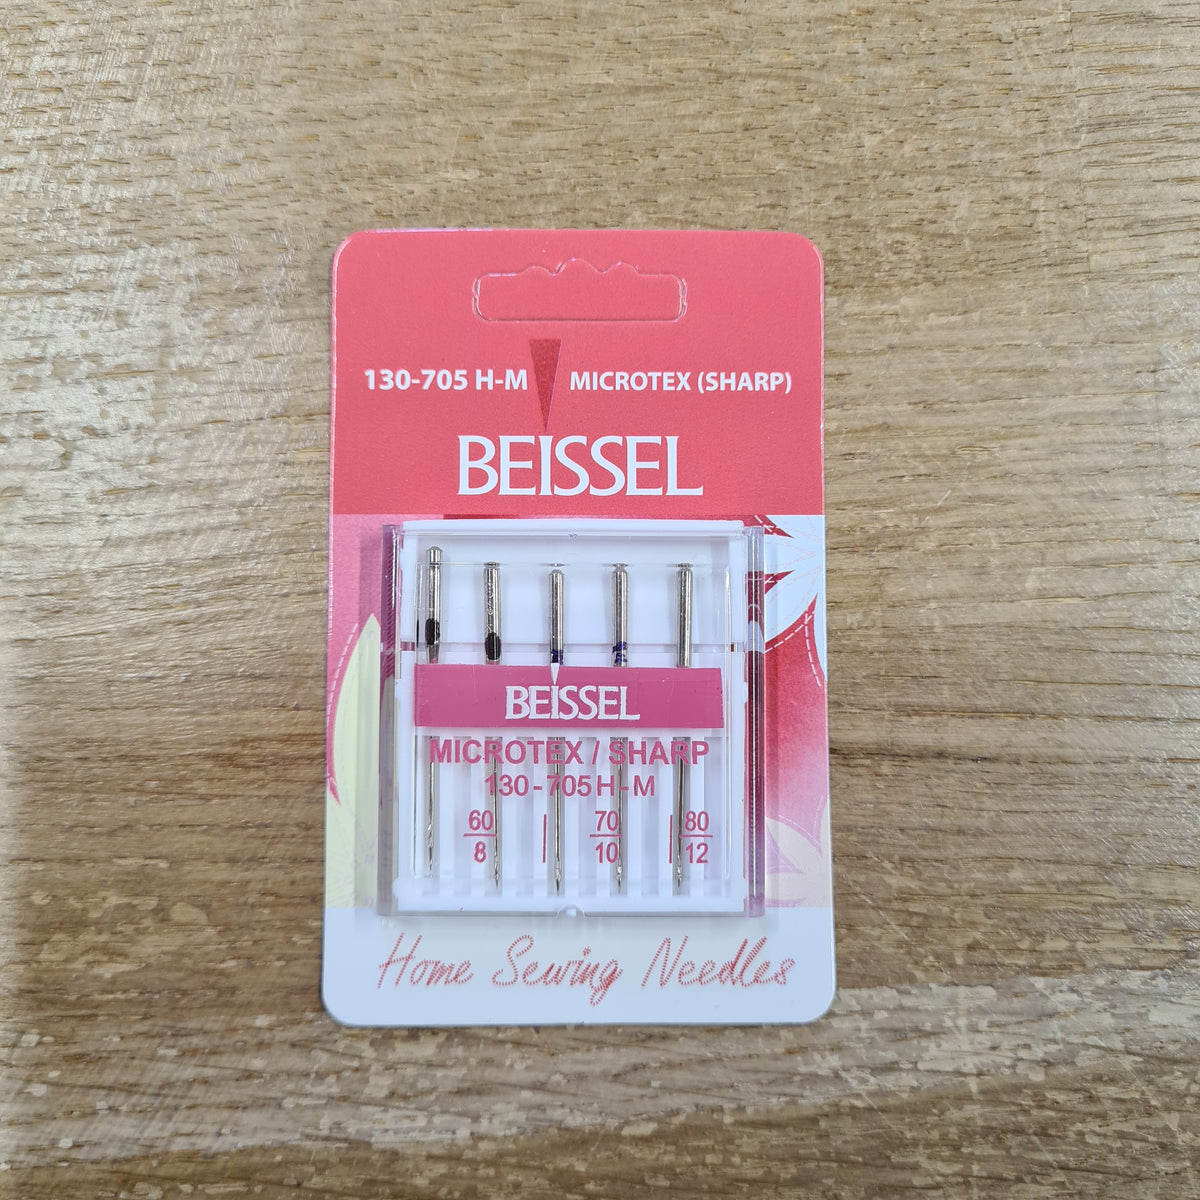 130-705 H-M MICROTEX (SHARP)
BEISSEL
BEISSEL
MICROTEX / SHARP
130-705 H-M
60 70 80
8 10 12
Home Sewing Needles